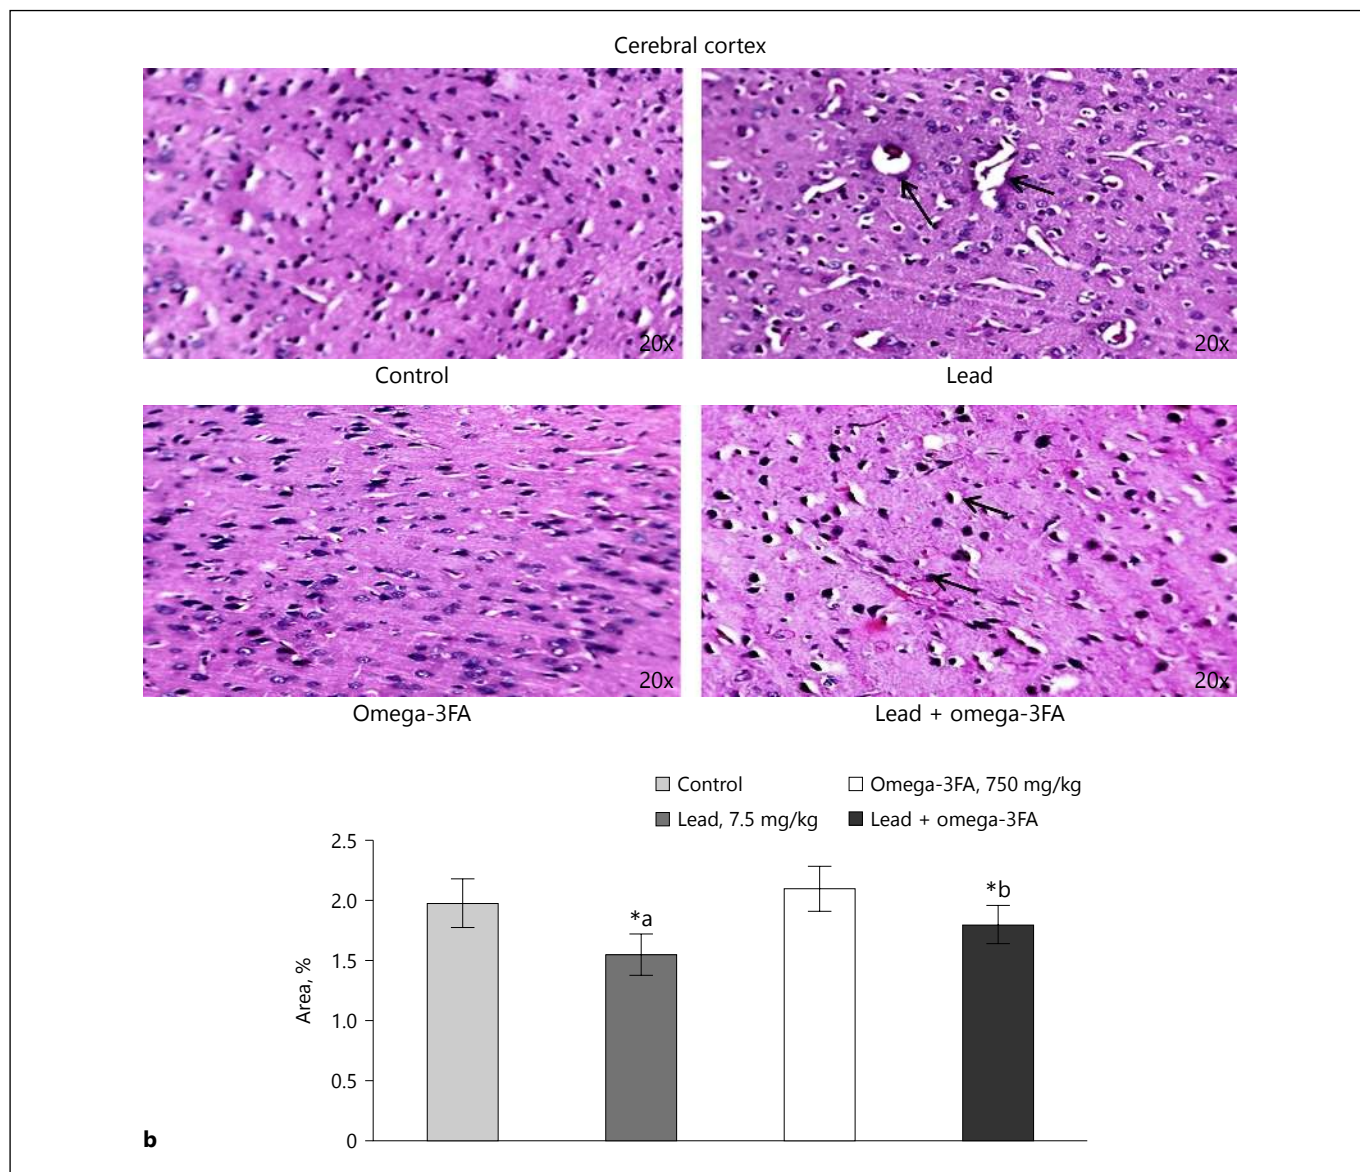 Cerebral cortex
20x
20x
Control
Lead
20x
20x
Omega-3FA
Lead + omega-3FA
Control
Omega-3FA, 750 mg/kg
Lead, 7.5 mg/kg
Lead + omega-3FA
2.5
2.0
1.5
1.0
0.5
0
Area, %
*a
*b
b